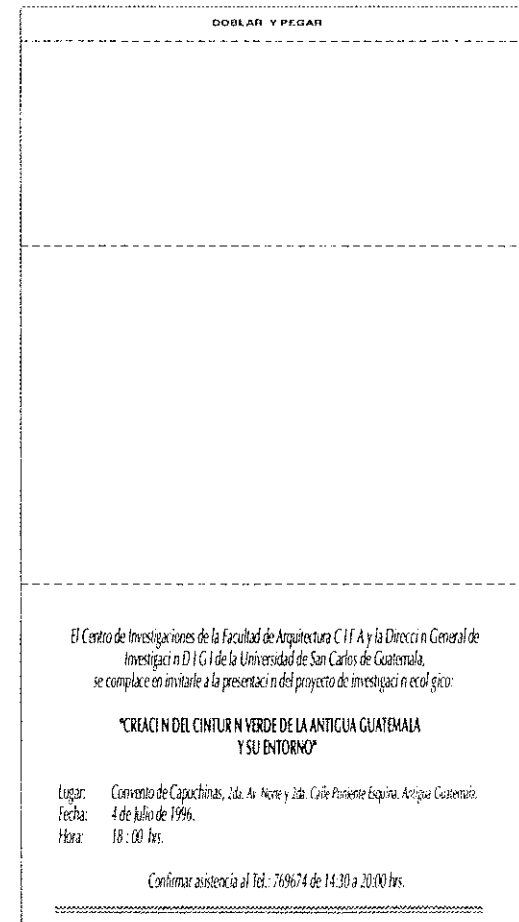 DOBLAR Y PEGAR
El Centro de Investigaciones de la Facultad de Arquitectura C I F A y la Direcci n General de
Investigaci n D I G I de la Universidad de San Carlos de Guatemala,
se complace en invitarle a la presentaci n del proyecto de investigaci n ecol gico:
"CREACI N DEL CINTUR N VERDE DE LA ANTIGUA GUATEMALA
Y SU ENTORNO"
Lugar: Convento de Capuchinas, 2da. Av. Norte y 2da. Calle Poniente Esquina, Antigua Guatemala.
Fecha: 4 de Julio de 1996.
Hora: 18 : 00 hrs.
Confirmar asistencia al Tel.: 769674 de 14:30 a 20:00 hrs.